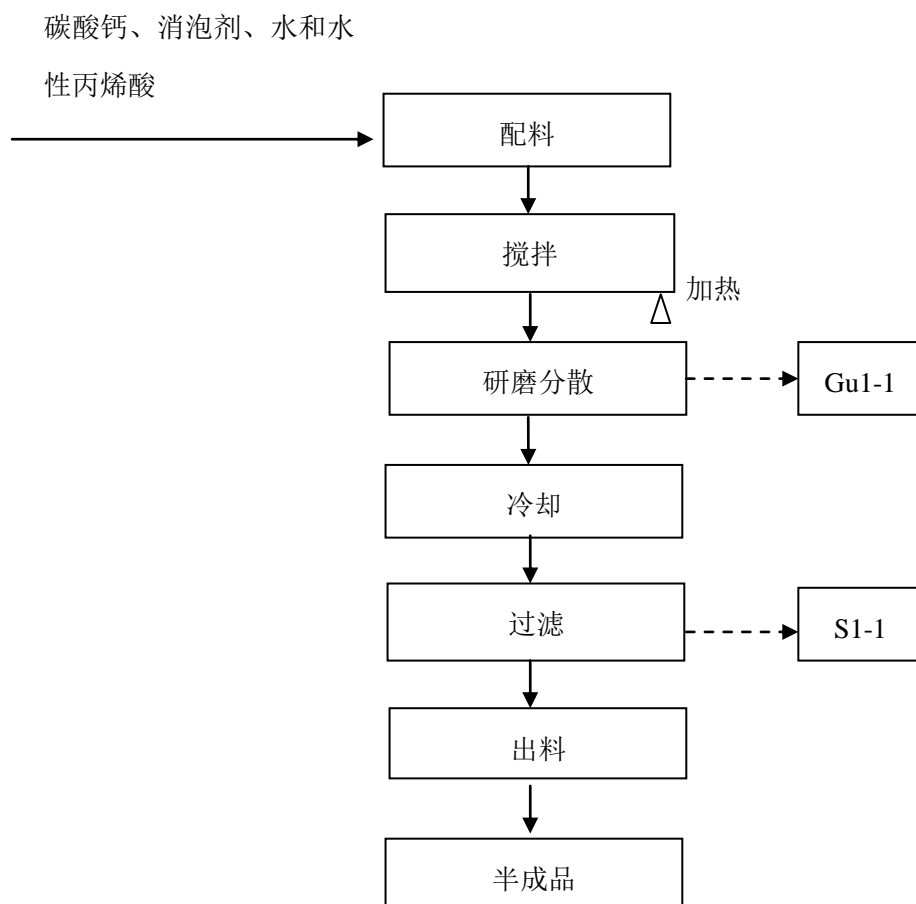 碳酸钙、消泡剂、水和水
性丙烯酸
配料
搅拌
加热
研磨分散
Gu1-1
冷却
过滤
S1-1
出料
半成品